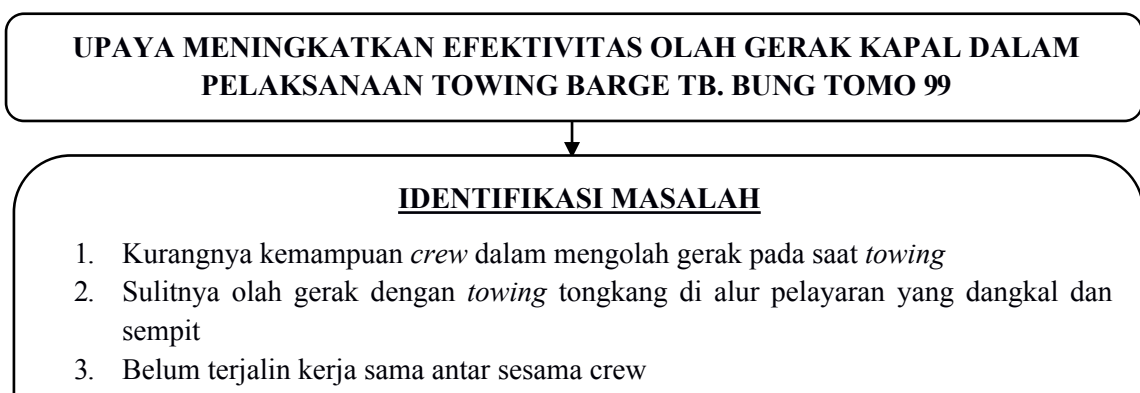 UPAYA MENINGKATKAN EFEKTIVITAS OLAH GERAK KAPAL DALAM
PELAKSANAAN TOWING BARGE TB. BUNG TOMO 99
IDENTIFIKASI MASALAH
1. Kurangnya kemampuan crew dalam mengolah gerak pada saat towing
2. Sulitnya olah gerak dengan towing tongkang di alur pelayaran yang dangkal dan
sempit
3. Belum terjalin kerja sama antar sesama crew